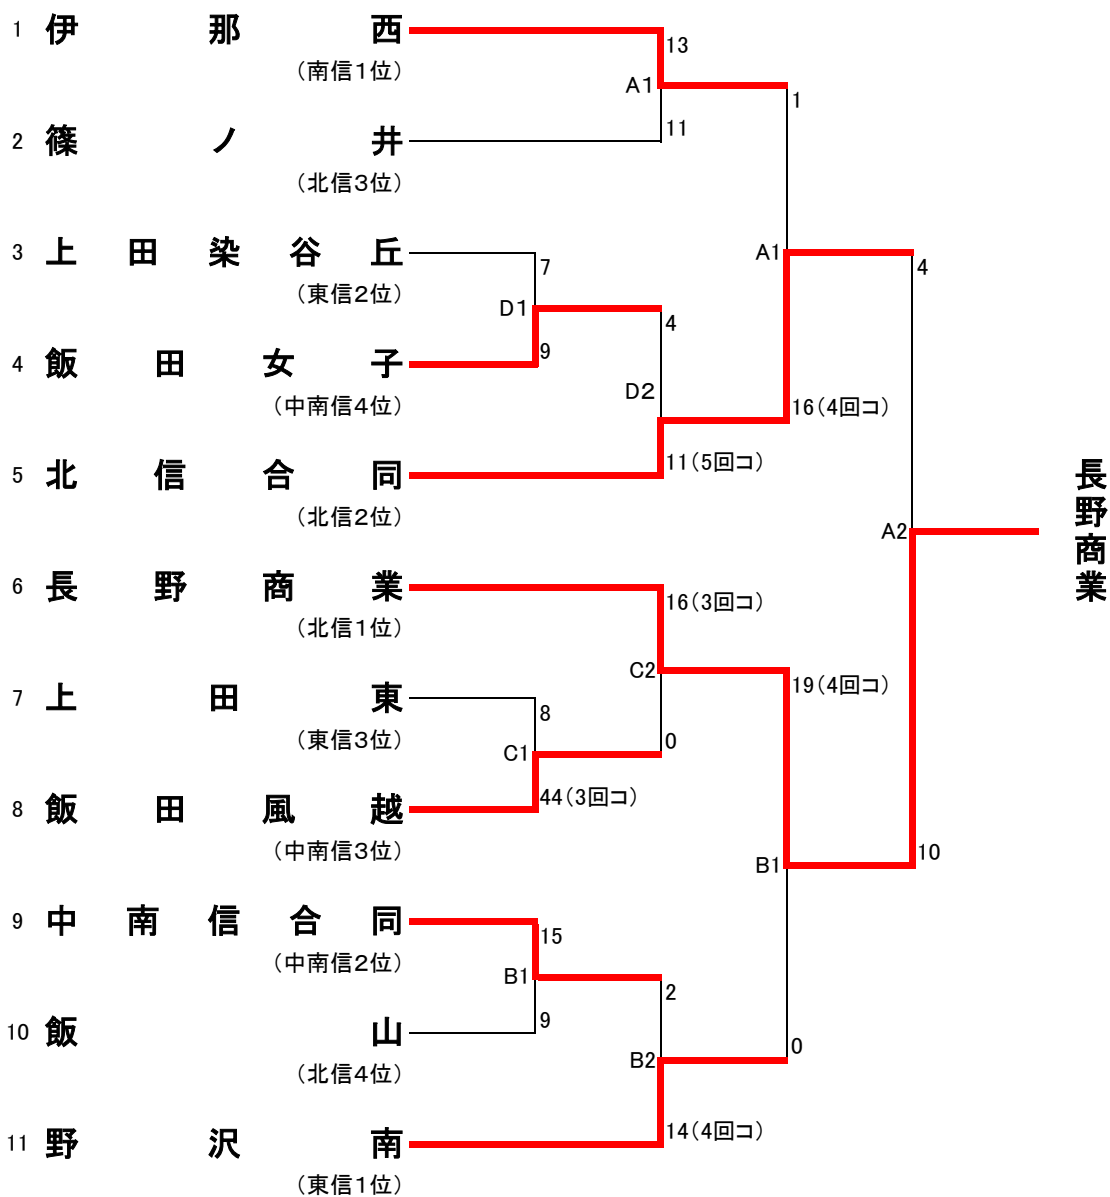 1 伊那西
13
（南信１位）
A1
1
2 篠ノ井
11
（北信３位）
3 上田染谷丘
7
A1
4
（東信２位）
D1
4
4 飯田女子
9
（中南信４位）
D2
16（4回コ）
5 北信合同
11（5回コ）
（北信２位）
A2
長野商業
6 長野商業
16（3回コ）
（北信１位）
C2
19（4回コ）
7 上田東
8
（東信３位）
C1
0
8 飯田風越
44（3回コ）
（中南信３位）
B1
10
9 中南信合同
15
（中南信２位）
B1
2
10 飯山
9
（北信４位）
B2
0
11 野沢南
14（4回コ）
（東信１位）